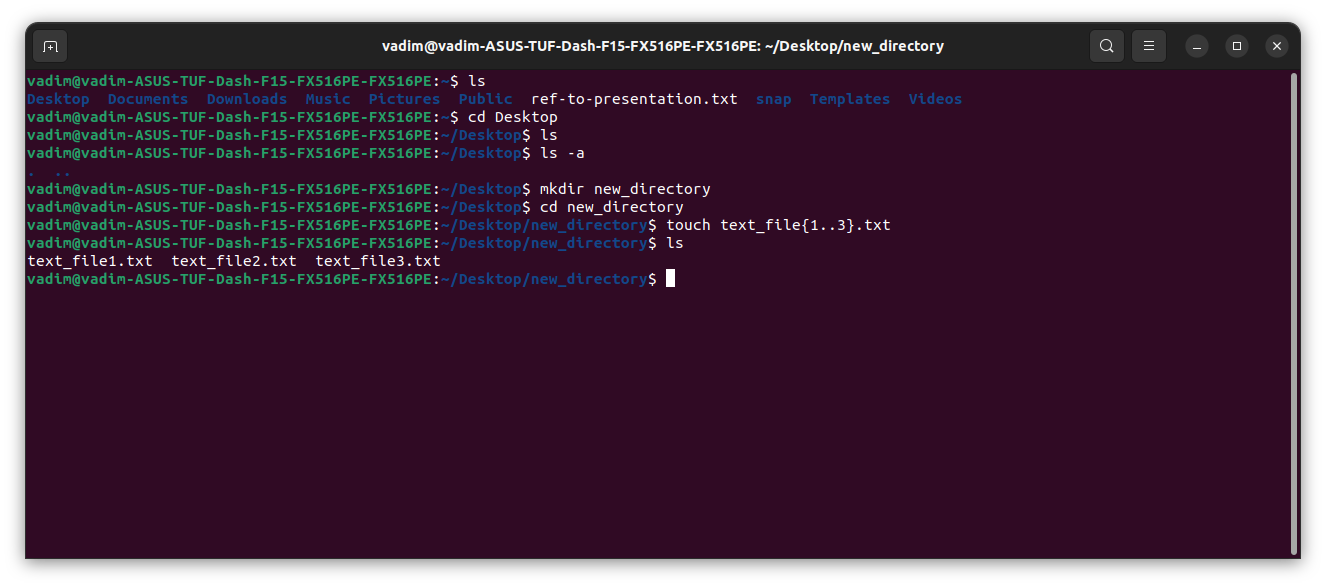 vadim@vadim-ASUS-TUF-Dash-F15-FX516PE-FX516PE: ~/Desktop/new_directory
vadim@vadim-ASUS-TUF-Dash-F15-FX516PE-FX516PE:~$ ls
Desktop  Documents  Downloads  Music  Pictures  Public  ref-to-presentation.txt  snap  Templates  Videos
vadim@vadim-ASUS-TUF-Dash-F15-FX516PE-FX516PE:~$ cd Desktop
vadim@vadim-ASUS-TUF-Dash-F15-FX516PE-FX516PE:~/Desktop$ ls
vadim@vadim-ASUS-TUF-Dash-F15-FX516PE-FX516PE:~/Desktop$ ls -a
.  ..
vadim@vadim-ASUS-TUF-Dash-F15-FX516PE-FX516PE:~/Desktop$ mkdir new_directory
vadim@vadim-ASUS-TUF-Dash-F15-FX516PE-FX516PE:~/Desktop$ cd new_directory
vadim@vadim-ASUS-TUF-Dash-F15-FX516PE-FX516PE:~/Desktop/new_directory$ touch text_file{1..3}.txt
vadim@vadim-ASUS-TUF-Dash-F15-FX516PE-FX516PE:~/Desktop/new_directory$ ls
text_file1.txt  text_file2.txt  text_file3.txt
vadim@vadim-ASUS-TUF-Dash-F15-FX516PE-FX516PE:~/Desktop/new_directory$